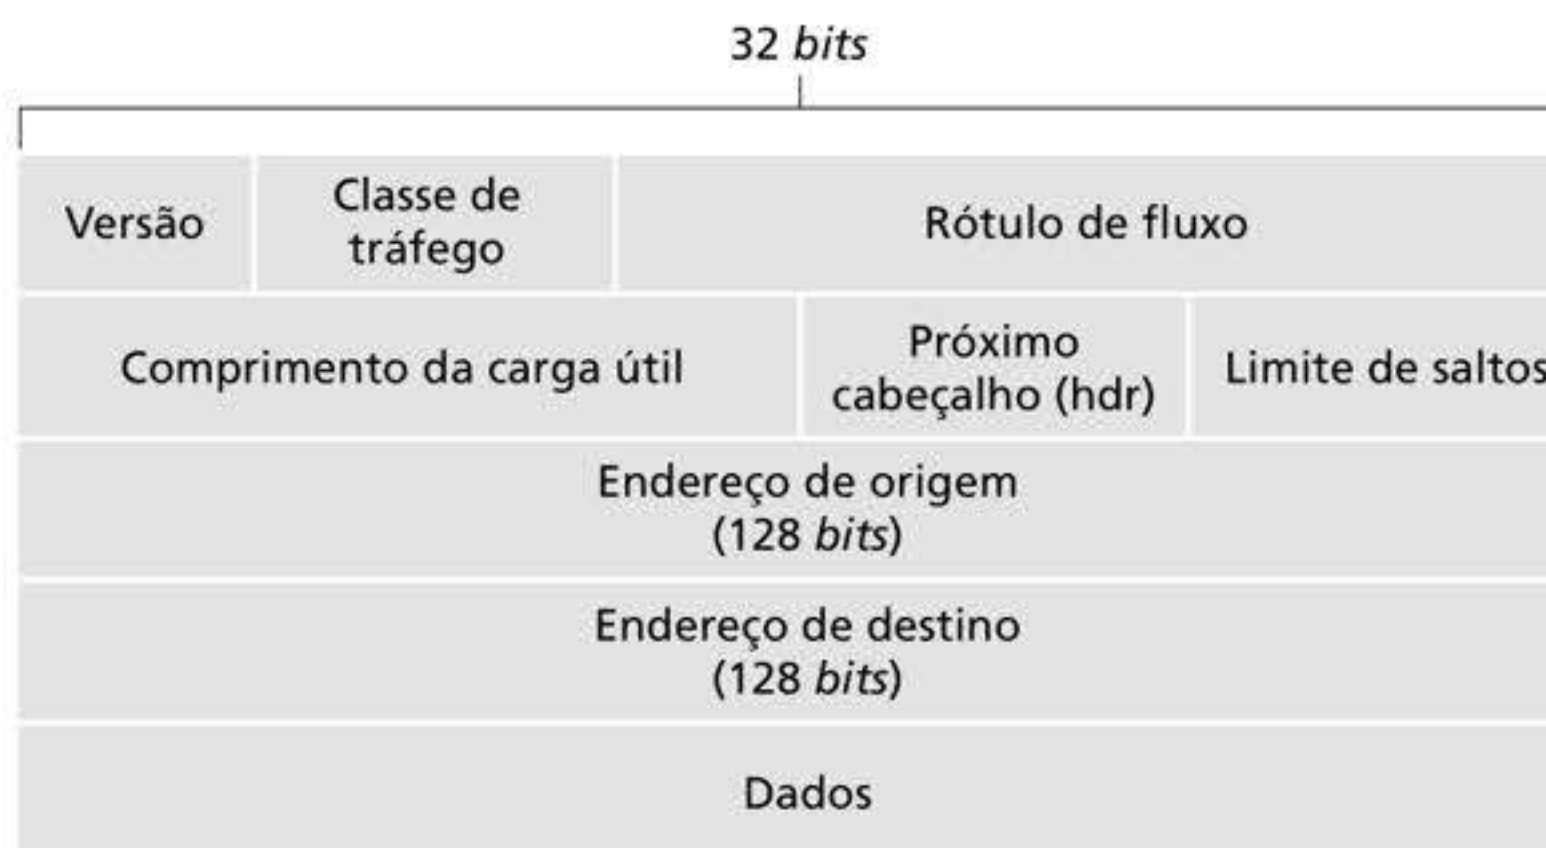 32 bits
Versão
Classe de
tráfego
Rótulo de fluxo
Comprimento da carga útil
Próximo
cabeçalho (hdr)
Limite de saltos
Endereço de origem
(128 bits)
Endereço de destino
(128 bits)
Dados